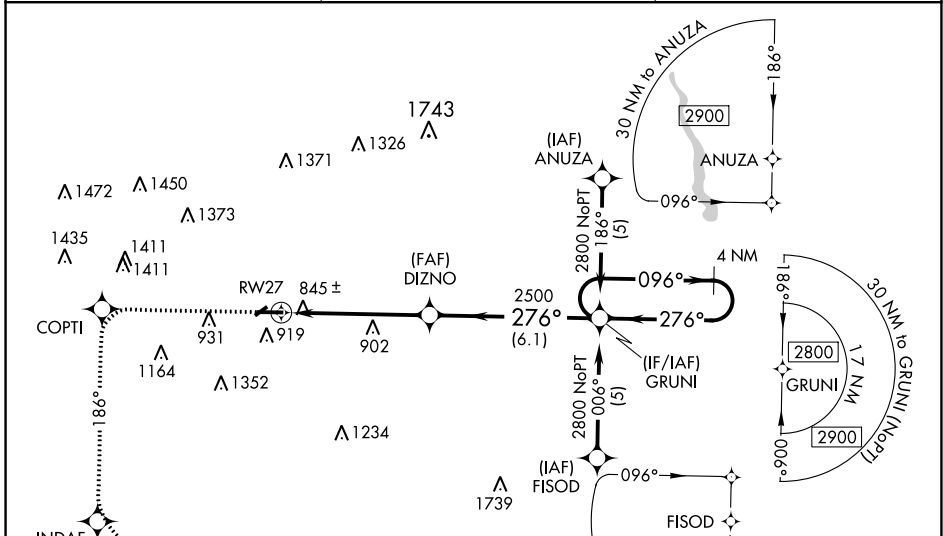 30 NM to ANUZA
186°
2900
ANUZA
096°
1743
1326
1371
(IAF)
ANUZA
1472
1450
1373
2800 NoPT
186°
(5)
1435
1411
1411
(FAF)
DIZNO
4 NM
096°
RW27
845 ±
2500
276°
(6.1)
276°
COPTI
931
919
902
(IF/IAF)
GRUNI
186°
30 NM to GRUNI (NoPT)
2800
17 NM
GRUNI
2900
006°
1164
1352
2800 NoPT
006°
(5)
186°
1234
(IAF)
FISOD
096°
1739
FISOD
INDAF